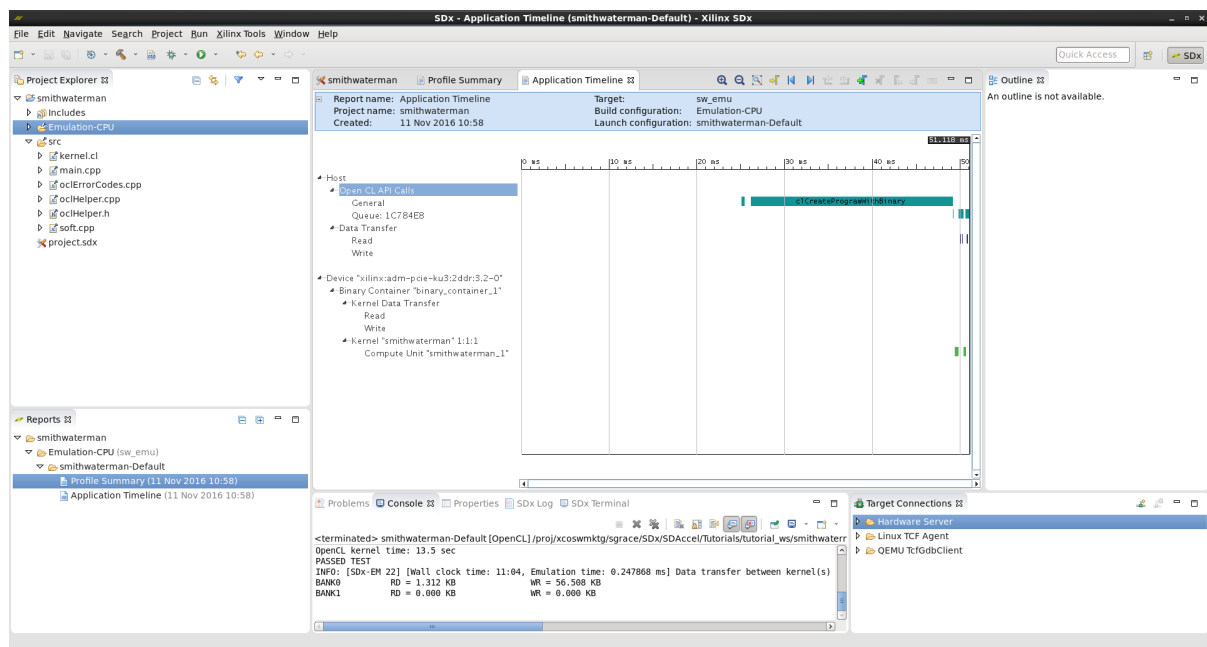 SDx - Application Timeline (smithwaterman-Default) - Xilinx SDx
File Edit Navigate Search Project Run Xilinx Tools Window Help
Quick Access
SDx
Project Explorer
smithwaterman
Includes
Emulation-CPU
src
kernel.cl
main.cpp
oclErrorCodes.cpp
oclHelper.cpp
oclHelper.h
soft.cpp
project.sdx
Reports
smithwaterman
Emulation-CPU (sw_emu)
smithwaterman-Default
Profile Summary (11 Nov 2016 10:58)
Application Timeline (11 Nov 2016 10:58)
smithwaterman Profile Summary Application Timeline
Report name: Application Timeline Target: sw_emu
Project name: smithwaterman Build configuration: Emulation-CPU
Created: 11 Nov 2016 10:58 Launch configuration: smithwaterman-Default
51.118 ms
0 ms 10 ms 20 ms 30 ms 40 ms 50
Host
Open CL API Calls
General clCreateProgramWithBinary
Queue: 1C784E8
Data Transfer
Read
Write
Device "xilinx:adm-pcie-ku3:2ddr:3.2-0"
Binary Container "binary_container_1"
Kernel Data Transfer
Read
Write
Kernel "smithwaterman" 1:1:1
Compute Unit "smithwaterman_1"
Outline
An outline is not available.
Problems Console Properties SDx Log SDx Terminal
<terminated> smithwaterman-Default [OpenCL] /proj/xcoswmktg/sgrace/SDx/SDAccel/Tutorials/tutorial_ws/smithwaterr
OpenCL kernel time: 13.5 sec
PASSED TEST
INFO: [SDx-EM 22] [Wall clock time: 11:04, Emulation time: 0.247868 ms] Data transfer between kernel(s)
BANK0 RD = 1.312 KB WR = 56.508 KB
BANK1 RD = 0.000 KB WR = 0.000 KB
Target Connections
Hardware Server
Linux TCF Agent
QEMU TcfGdbClient